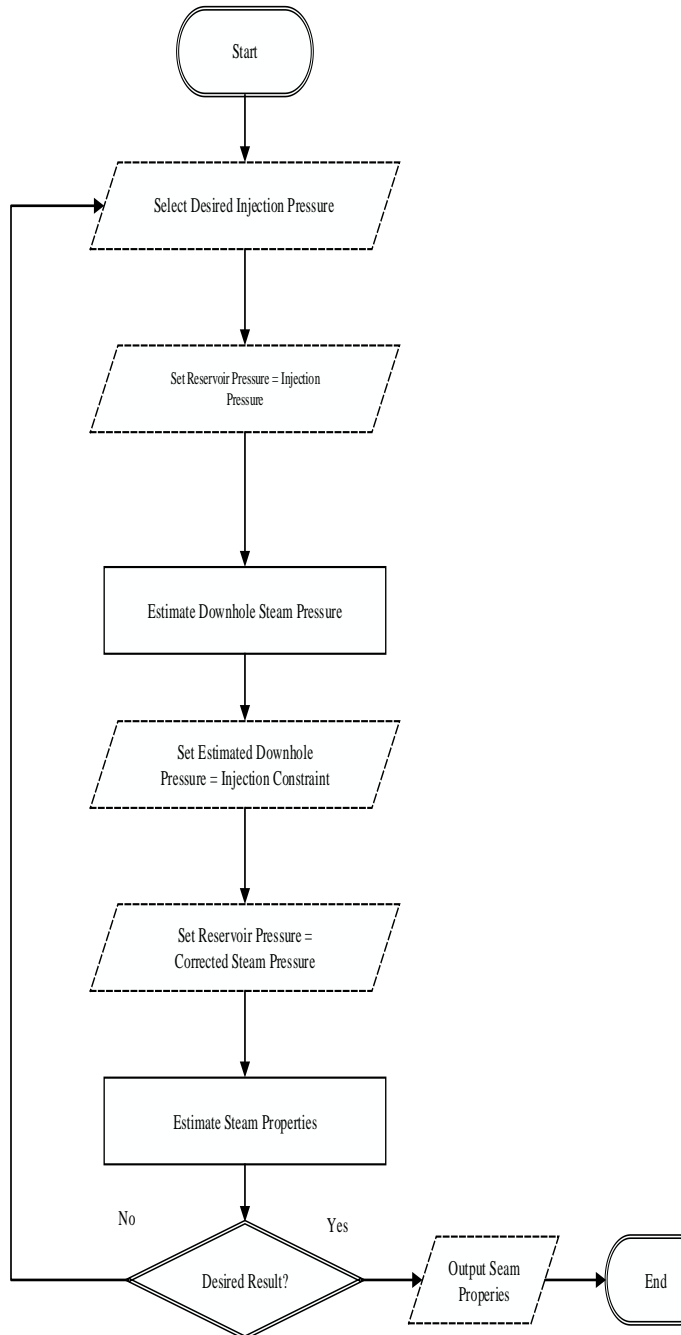 Start
Select Desired Injection Pressure
Set Reservoir Pressure = Injection
Pressure
Estimate Downhole Steam Pressure
Set Estimated Downhole
Pressure = Injection Constraint
Set Reservoir Pressure =
Corrected Steam Pressure
Estimate Steam Properties
No
Yes
Desired Result?
Output Seam
Properies
End